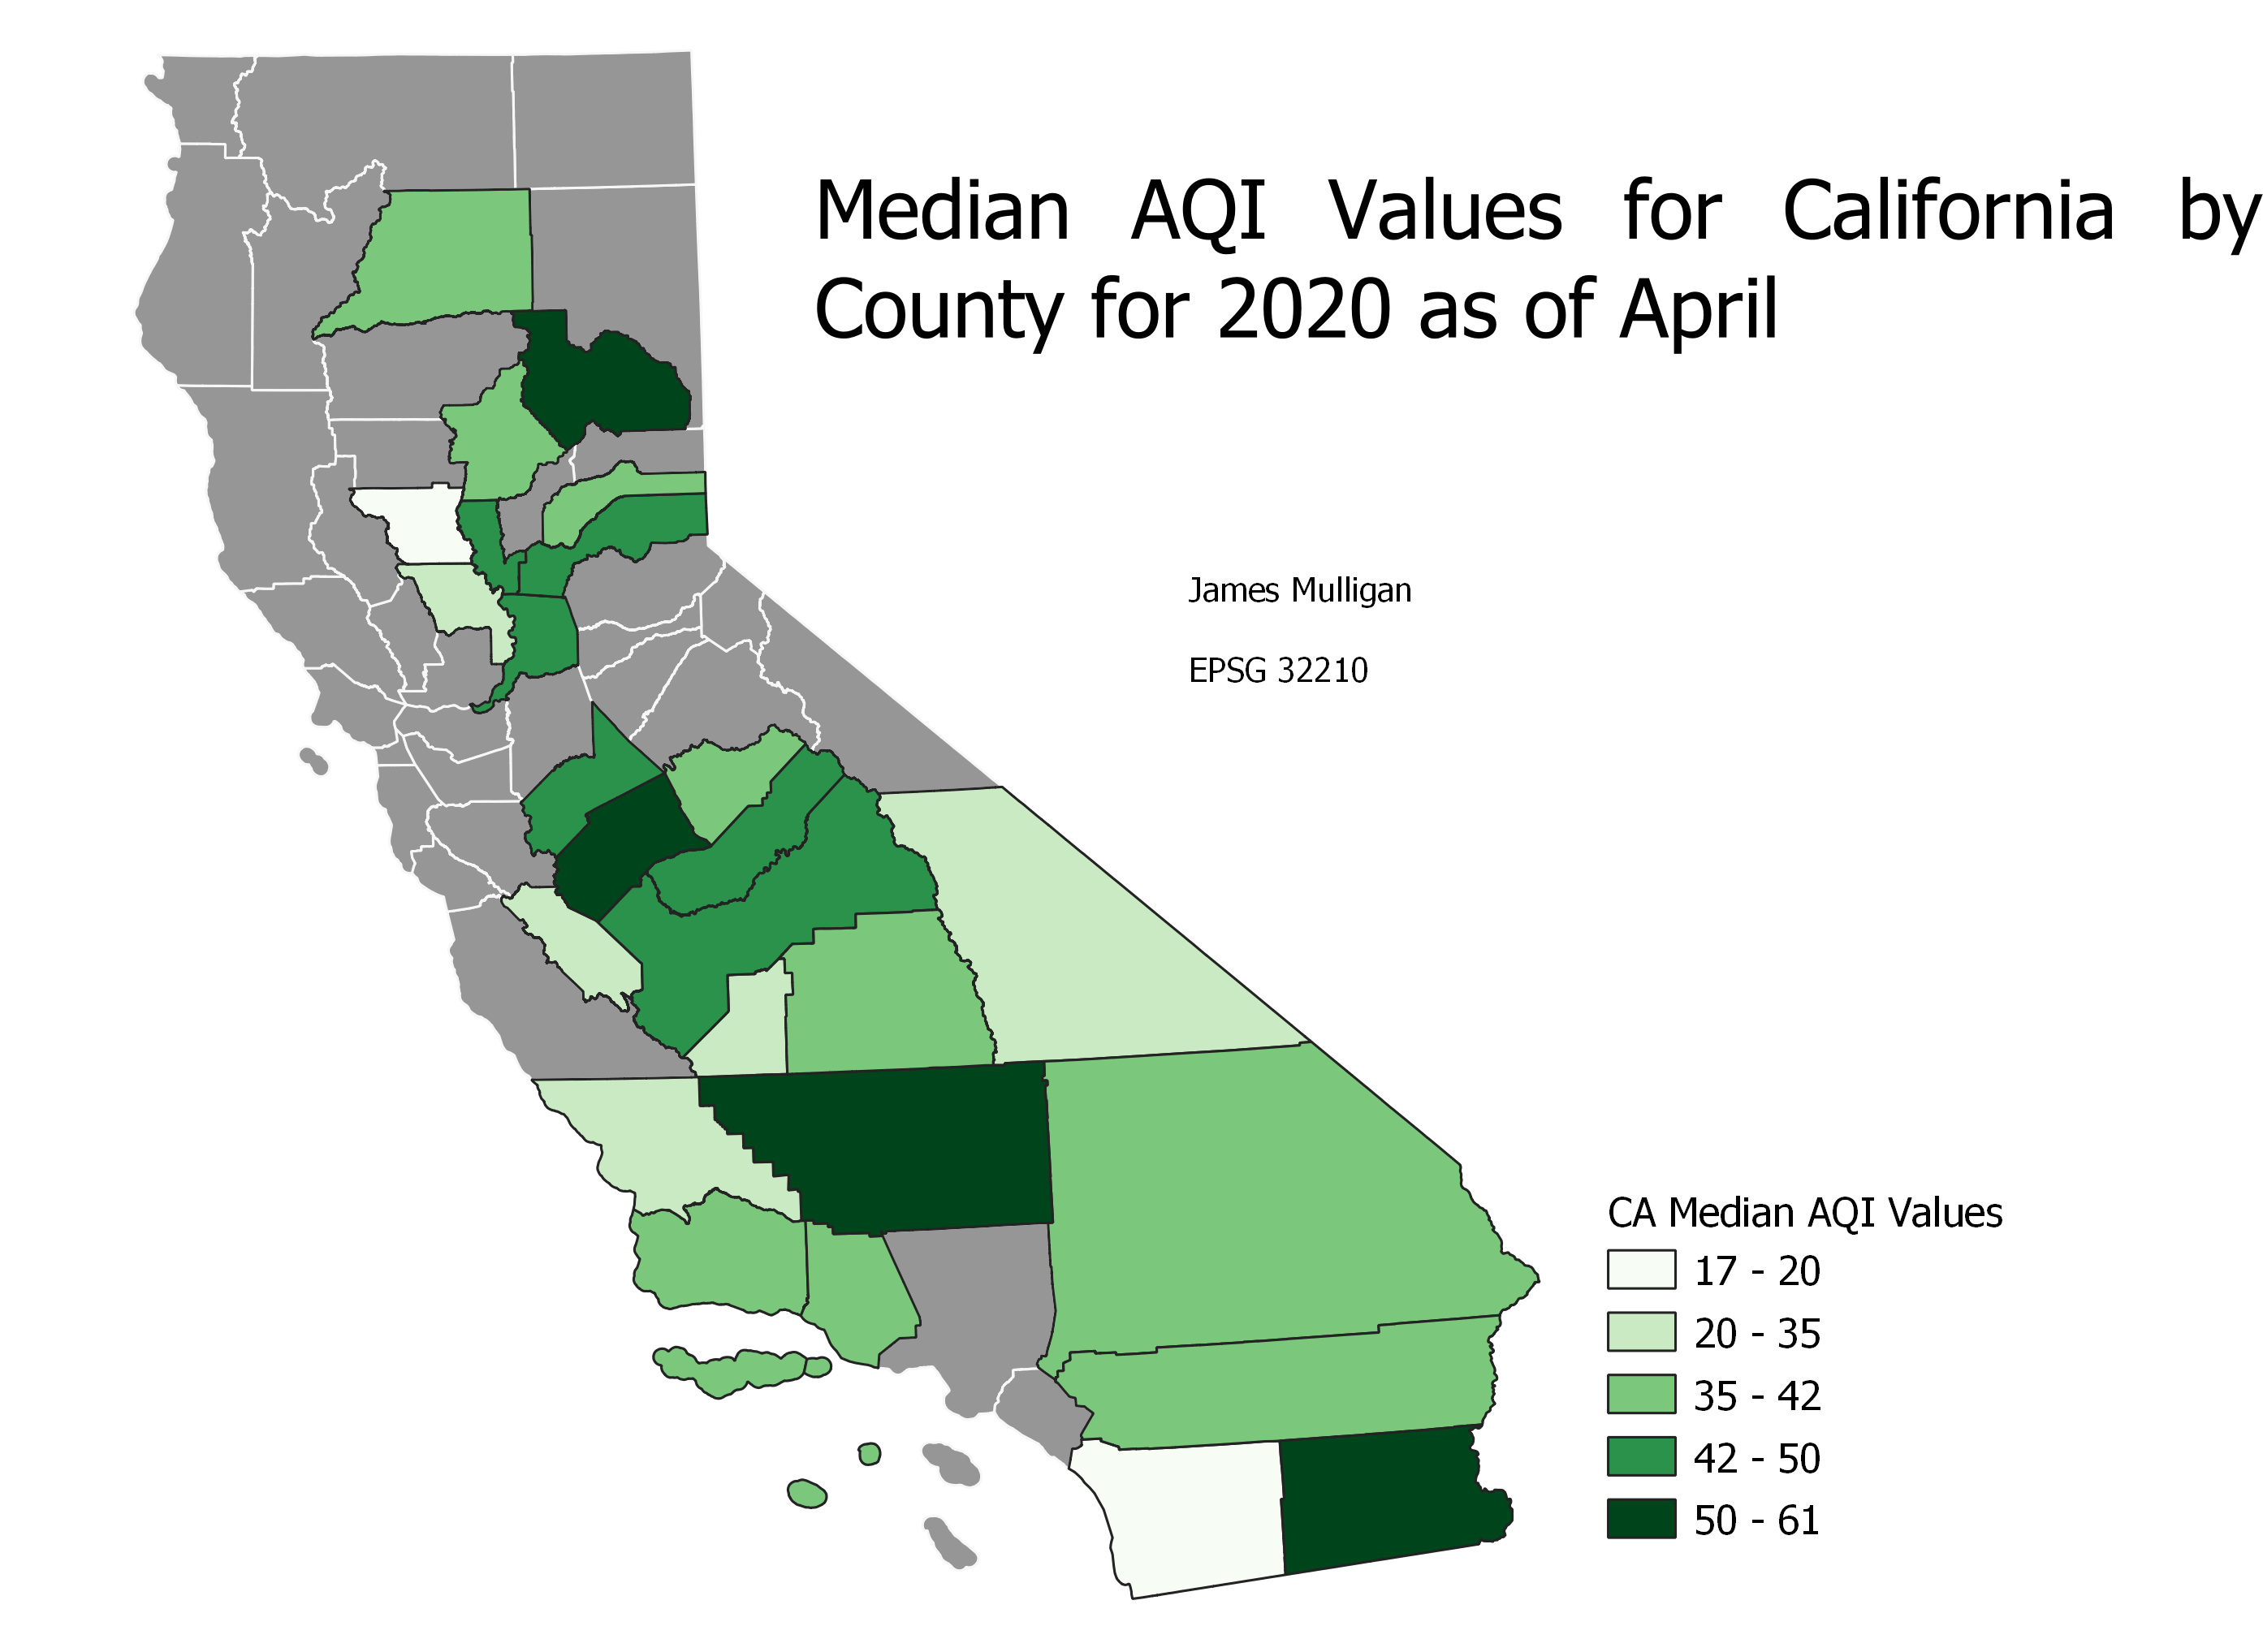 Median AQI Values for California by
County for 2020 as of April
James Mulligan
EPSG 32210
CA Median AQI Values
17 - 20
20 - 35
35 - 42
42 - 50
50 - 61